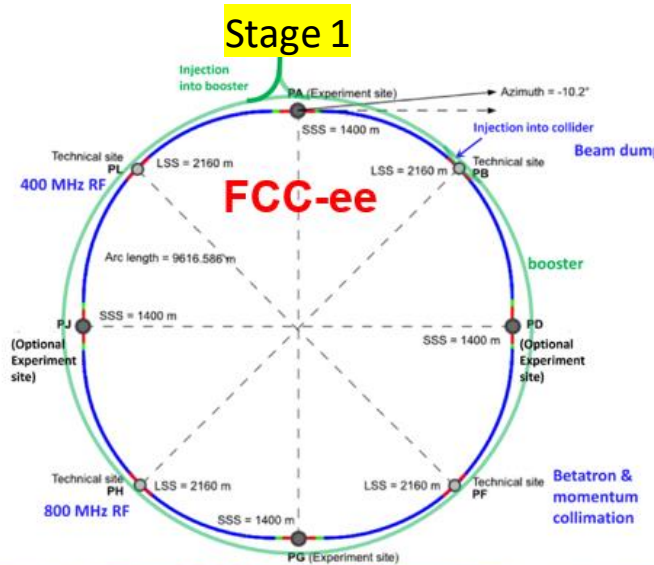 Stage 1
Injection
into booster
PA (Experiment site)
Azimuth = -10.2°
SSS = 1400 m
Injection into collider
Technical site
PL
LSS = 2160 m
400 MHz RF
LSS = 2160 m
Technical site
PB
Beam dump
FCC-ee
Arc length = 9616.586 m
booster
PJ
SSS = 1400 m
(Optional
Experiment
site)
SSS = 1400 m
PD
(Optional
Experiment
site)
Technical site
PH
LSS = 2160 m
800 MHz RF
LSS = 2160 m
Technical site
PF
Betatron &
momentum
collimation
SSS = 1400 m
PG (Experiment site)